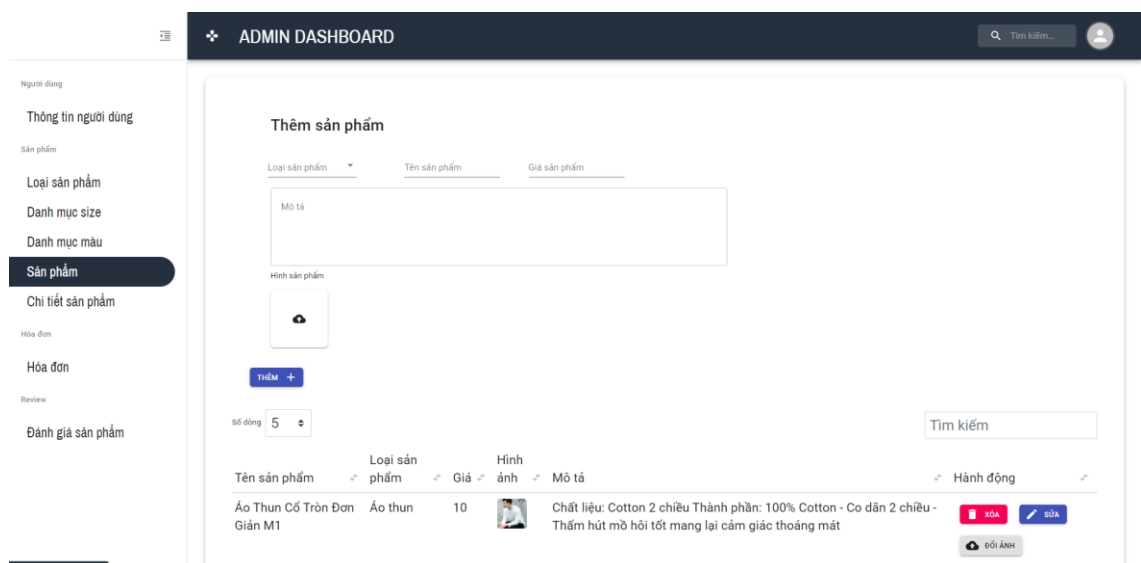 ADMIN DASHBOARD
Tìm kiếm...
Người dùng
Thông tin người dùng
Sản phẩm
Loại sản phẩm
Danh mục size
Danh mục màu
Sản phẩm
Chi tiết sản phẩm
Hóa đơn
Hóa đơn
Review
Đánh giá sản phẩm
Thêm sản phẩm
Loại sản phẩm
Tên sản phẩm
Giá sản phẩm
Mô tả
Hình sản phẩm
THÊM
Số dòng 5
Tìm kiếm
Tên sản phẩm
Loại sản
phẩm
Giá
Hình
ảnh
Mô tả
Hành động
Áo Thun Cổ Tròn Đơn
Giản M1
Áo thun
10
Chất liệu: Cotton 2 chiều Thành phần: 100% Cotton - Co dãn 2 chiều -
Thấm hút mồ hôi tốt mang lại cảm giác thoáng mát
XÓA
SỬA
ĐỔI ẢNH